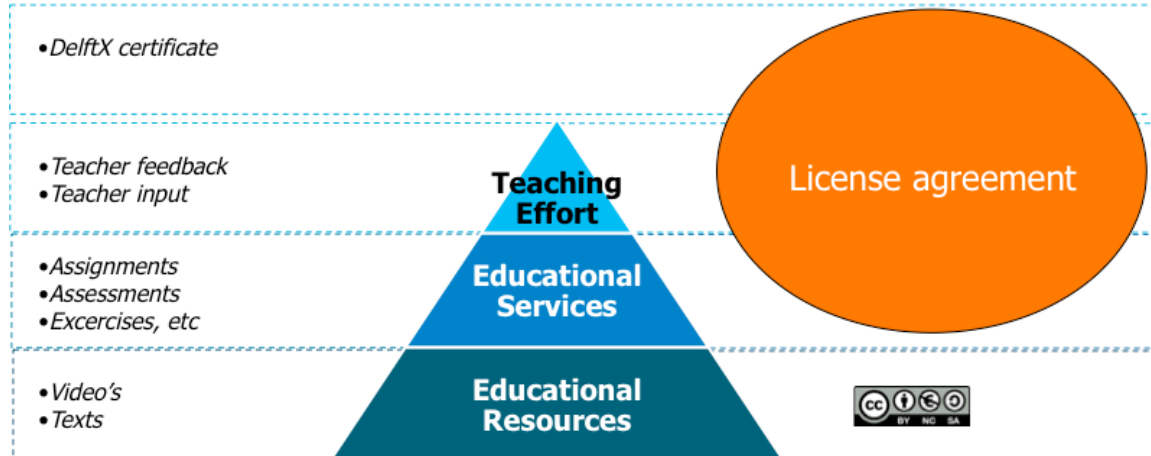 •DelftX certificate
•Teacher feedback
•Teacher input
Teaching
Effort
License agreement
•Assignments
•Assessments
•Excercises, etc
Educational
Services
•Video's
•Texts
Educational
Resources
cc
BY NC SA